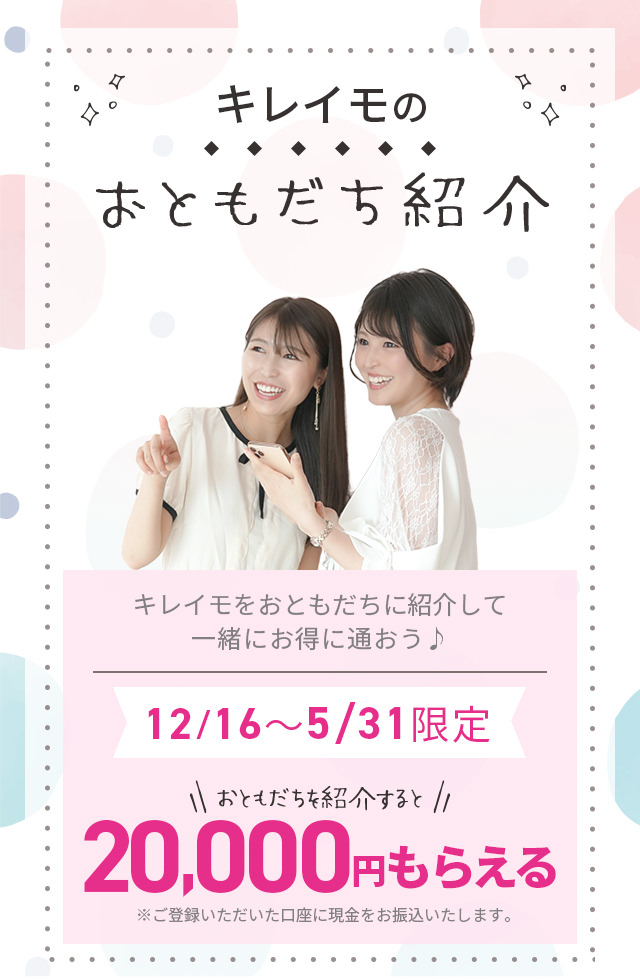 キレイモの
おともだち紹介
キレイモをおともだちに紹介して
一緒にお得に通おう♪
12/16～5/31限定
\\ おともだちを紹介すると //
20,000円もらえる
※ご登録いただいた口座に現金をお振込いたします。